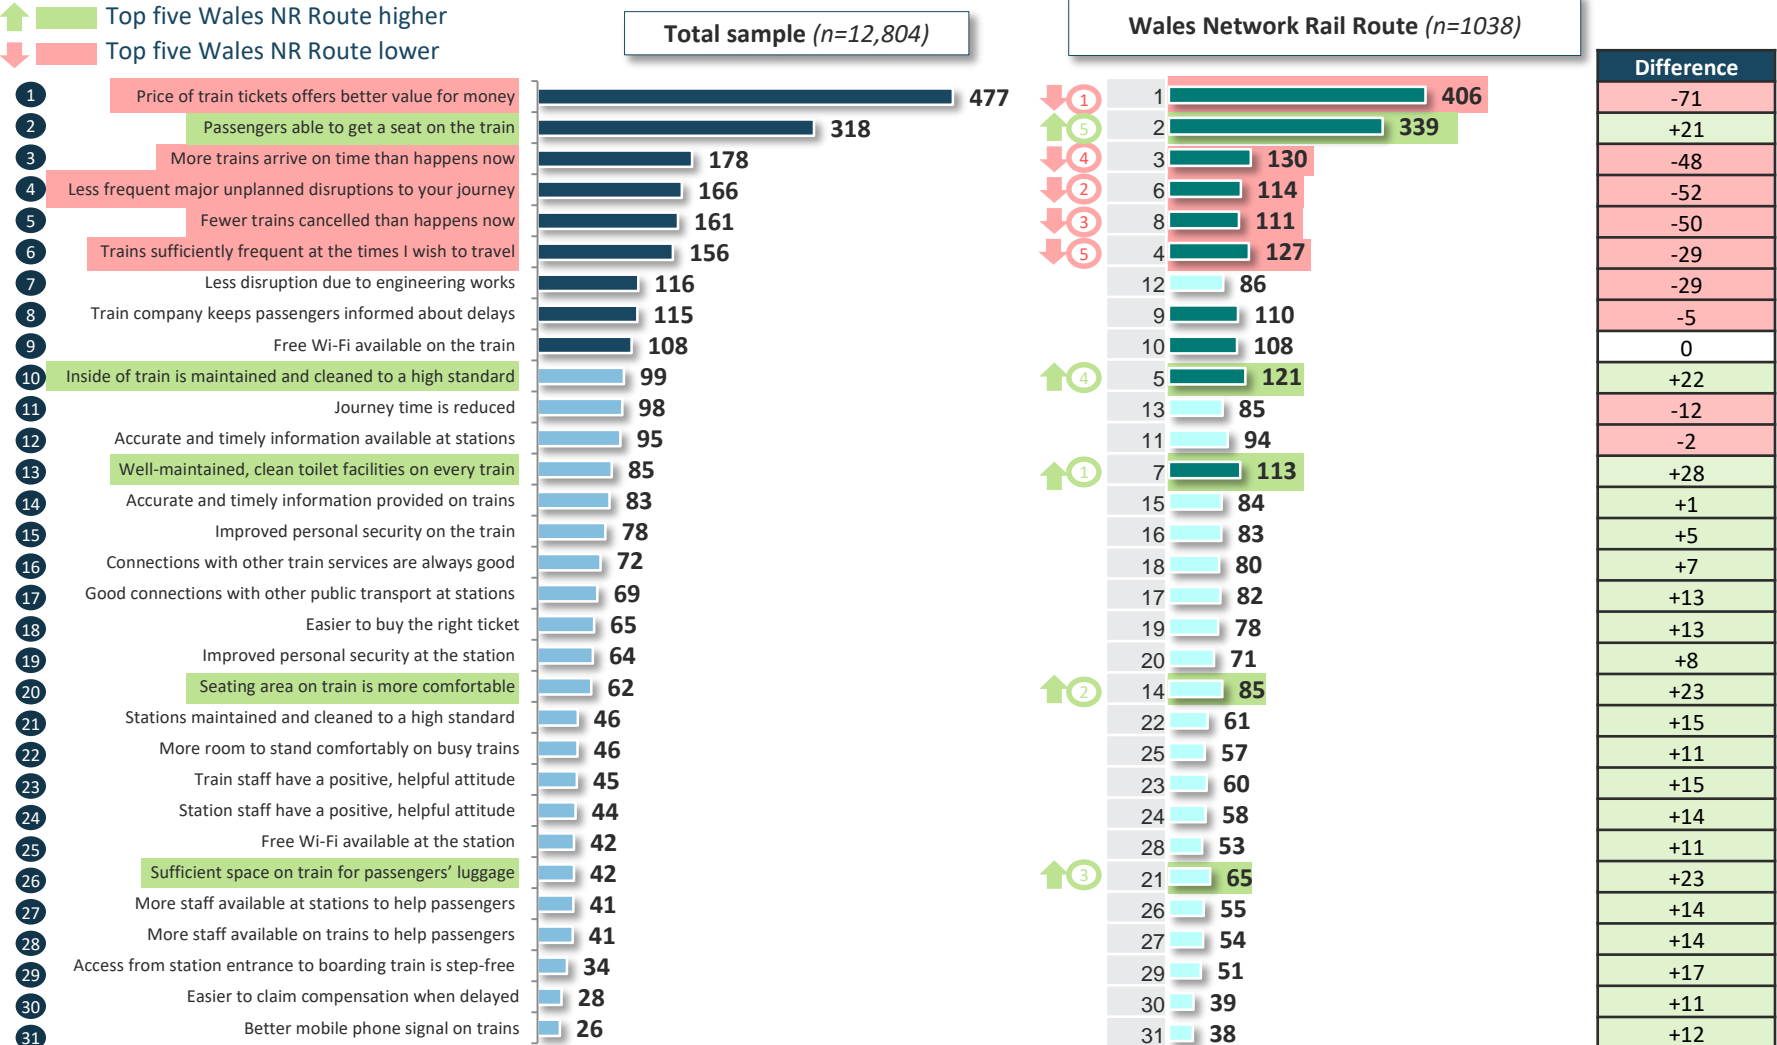 Top five Wales NR Route higher
Top five Wales NR Route lower
Total sample (n=12,804)
Wales Network Rail Route (n=1038)
Difference
1 Price of train tickets offers better value for money 477 1 1 406 -71
2 Passengers able to get a seat on the train 318 5 2 339 +21
3 More trains arrive on time than happens now 178 4 3 130 -48
4 Less frequent major unplanned disruptions to your journey 166 2 6 114 -52
5 Fewer trains cancelled than happens now 161 3 8 111 -50
6 Trains sufficiently frequent at the times I wish to travel 156 5 4 127 -29
7 Less disruption due to engineering works 116 12 86 -29
8 Train company keeps passengers informed about delays 115 9 110 -5
9 Free Wi-Fi available on the train 108 10 108 0
10 Inside of train is maintained and cleaned to a high standard 99 4 5 121 +22
11 Journey time is reduced 98 13 85 -12
12 Accurate and timely information available at stations 95 11 94 -2
13 Well-maintained, clean toilet facilities on every train 85 1 7 113 +28
14 Accurate and timely information provided on trains 83 15 84 +1
15 Improved personal security on the train 78 16 83 +5
16 Connections with other train services are always good 72 18 80 +7
17 Good connections with other public transport at stations 69 17 82 +13
18 Easier to buy the right ticket 65 19 78 +13
19 Improved personal security at the station 64 20 71 +8
20 Seating area on train is more comfortable 62 2 14 85 +23
21 Stations maintained and cleaned to a high standard 46 22 61 +15
22 More room to stand comfortably on busy trains 46 25 57 +11
23 Train staff have a positive, helpful attitude 45 23 60 +15
24 Station staff have a positive, helpful attitude 44 24 58 +14
25 Free Wi-Fi available at the station 42 28 53 +11
26 Sufficient space on train for passengers’ luggage 42 3 21 65 +23
27 More staff available at stations to help passengers 41 26 55 +14
28 More staff available on trains to help passengers 41 27 54 +14
29 Access from station entrance to boarding train is step-free 34 29 51 +17
30 Easier to claim compensation when delayed 28 30 39 +11
31 Better mobile phone signal on trains 26 31 38 +12